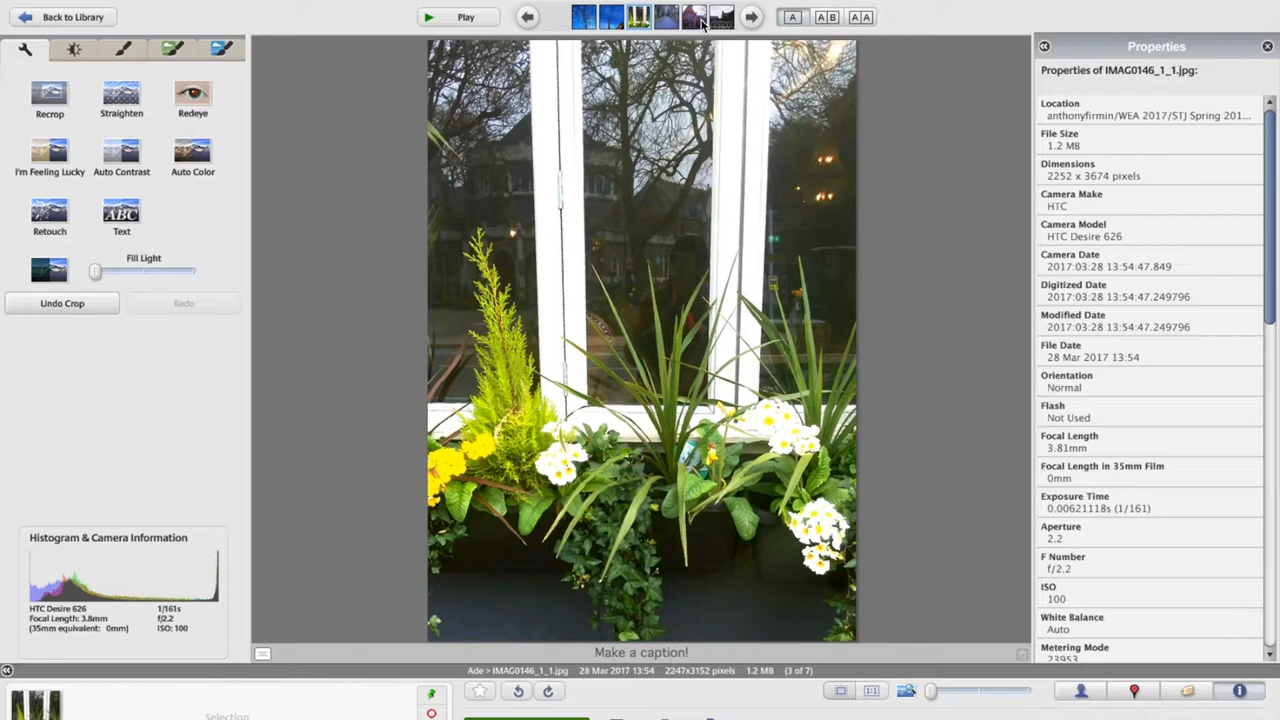 Back to Library
Play
A
AB
AA
Recrop
Straighten
Redeye
I'm Feeling Lucky
Auto Contrast
Auto Color
Retouch
ABC
Text
Fill Light
Undo Crop
Redo
Histogram & Camera Information
HTC Desire 626
1/161s
Focal Length: 3.8mm
f/2.2
(35mm equivalent: 0mm)
ISO: 100
Make a caption!
Ade > IMAG0146_1_1.jpg 28 Mar 2017 13:54 2247x3152 pixels 1.2 MB (3 of 7)
Selection
1:1
Properties
Properties of IMAG0146_1_1.jpg:
Location
anthonyfirmin/WEA 2017/STJ Spring 201...
File Size
1.2 MB
Dimensions
2252 x 3674 pixels
Camera Make
HTC
Camera Model
HTC Desire 626
Camera Date
2017:03:28 13:54:47.849
Digitized Date
2017:03:28 13:54:47.249796
Modified Date
2017:03:28 13:54:47.249796
File Date
28 Mar 2017 13:54
Orientation
Normal
Flash
Not Used
Focal Length
3.81mm
Focal Length in 35mm Film
0mm
Exposure Time
0.00621118s (1/161)
Aperture
2.2
F Number
f/2.2
ISO
100
White Balance
Auto
Metering Mode
23953